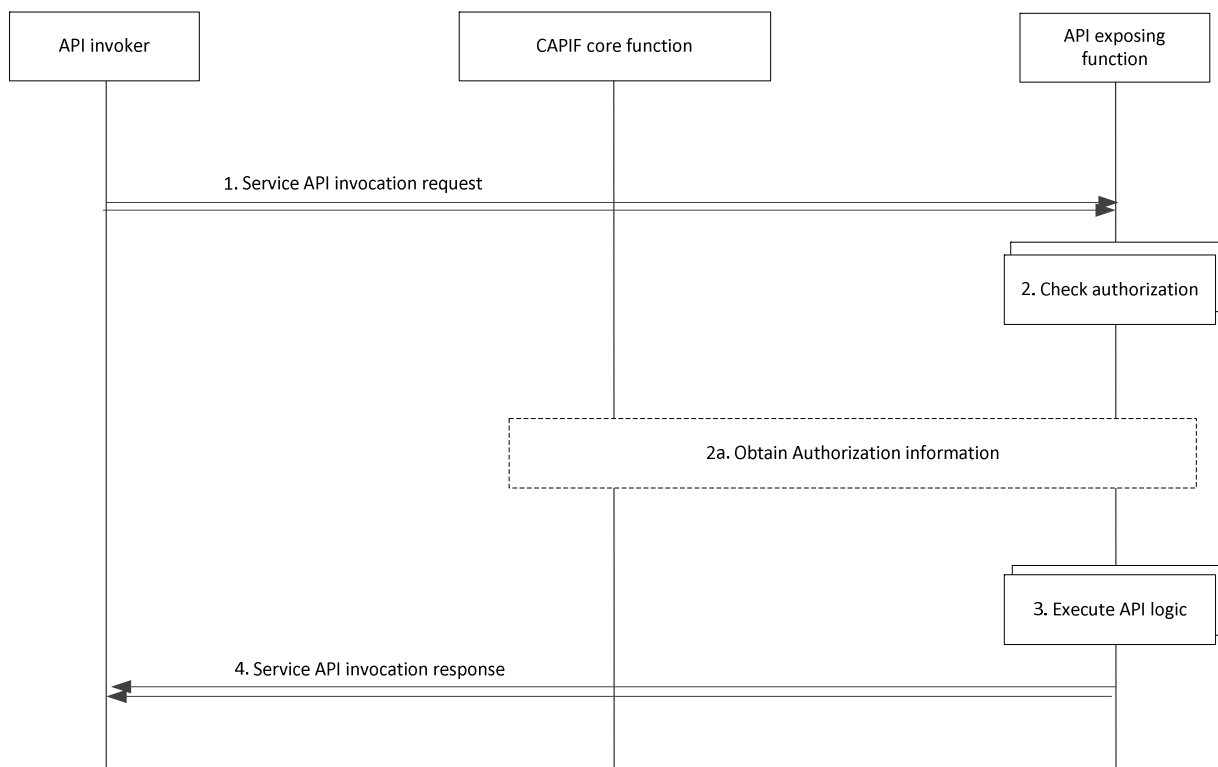 API invoker
CAPIF core function
API exposing
function
1. Service API invocation request
2. Check authorization
2a. Obtain Authorization information
3. Execute API logic
4. Service API invocation response